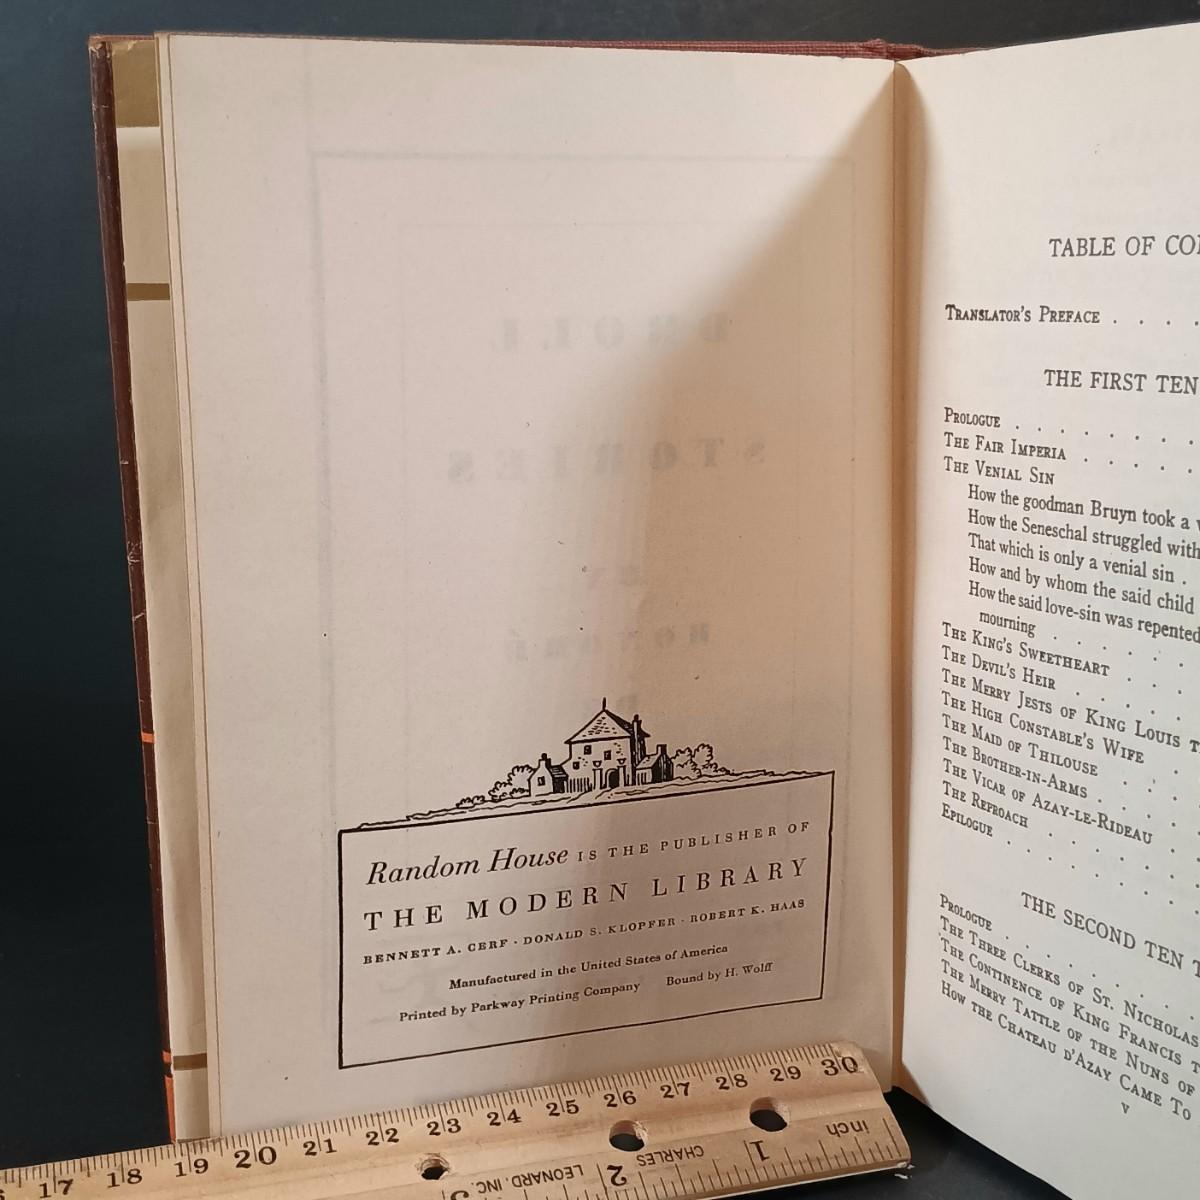 Random House IS THE PUBLISHER OF
THE MODERN LIBRARY
BENNETT A. CERF · DONALD S. KLOPFER · ROBERT K. HAAS
Manufactured in the United States of America
Printed by Parkway Printing Company Bound by H. Wolff
TABLE OF
TRANSLATOR'S PREFACE . . . .
THE FIRST TEN
PROLOGUE . . . . . . .
THE FAIR IMPERIA . . . . .
THE VENIAL SIN
How the goodman Bruyn took a
How the Seneschal struggled with
That which is only a venial sin .
How and by whom the said child
How the said love-sin was repented
mourning . . . . . .
THE KING'S SWEETHEART . . .
THE DEVIL'S HEIR . . . . .
THE MERRY JESTS OF KING LOUIS
THE HIGH CONSTABLE'S WIFE .
THE MAID OF THILOUSE . . . .
THE BROTHER-IN-ARMS . . . .
THE VICAR OF AZAY-LE-RIDEAU .
THE REPROACH . . . . . .
EPILOGUE . . . . . . .
THE SECOND TEN
PROLOGUE . . . . . . .
THE THREE CLERKS OF ST. NICHOLAS
THE CONTINENCE OF KING FRANCIS
THE MERRY TATTLE OF THE NUNS OF
HOW THE CHATEAU D'AZAY CAME TO
v
17 18 19 20 21 22 23 24 25 26 27 28 29 30
inch 1 2 3
CHARLES LEONARD, INC.
DROLL
STORIES
BY
HONORÉ